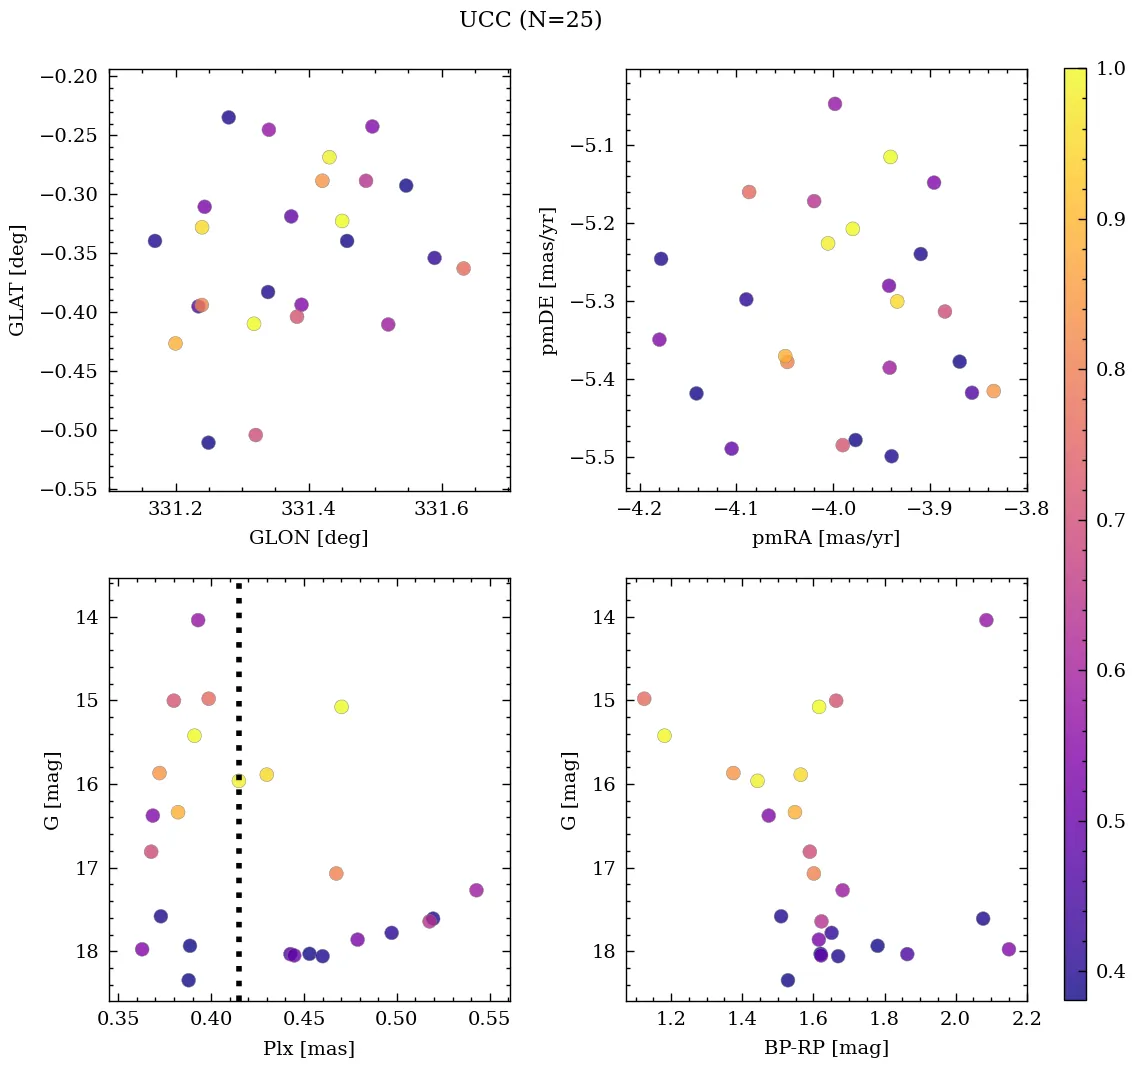 UCC (N=25)
−0.20
−0.25
−0.30
−0.35
−0.40
−0.45
−0.50
−0.55
GLAT [deg]
331.2 331.4 331.6
GLON [deg]
−5.1
−5.2
−5.3
−5.4
−5.5
pmDE [mas/yr]
−4.2 −4.1 −4.0 −3.9 −3.8
pmRA [mas/yr]
14
15
16
17
18
G [mag]
0.35 0.40 0.45 0.50 0.55
Plx [mas]
14
15
16
17
18
G [mag]
1.2 1.4 1.6 1.8 2.0 2.2
BP-RP [mag]
1.0
0.9
0.8
0.7
0.6
0.5
0.4